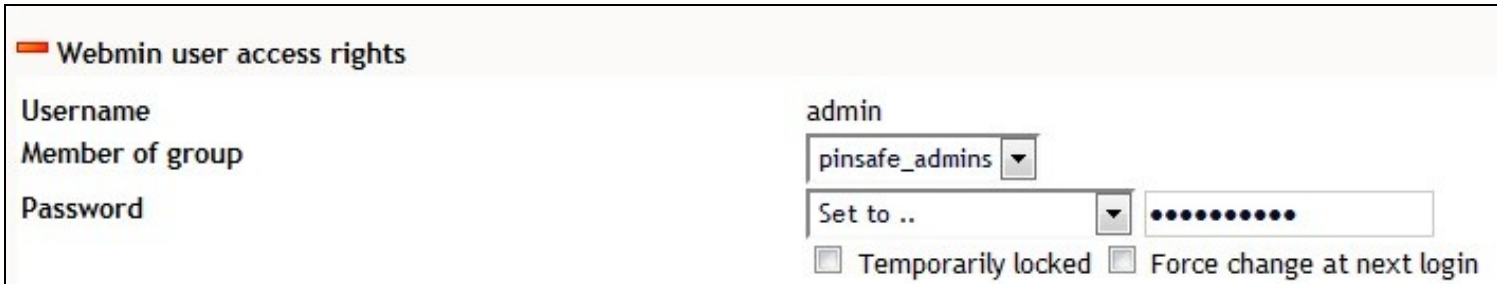 Webmin user access rights
Username admin
Member of group pinsafe_admins
Password Set to .. ••••••••••
Temporarily locked Force change at next login